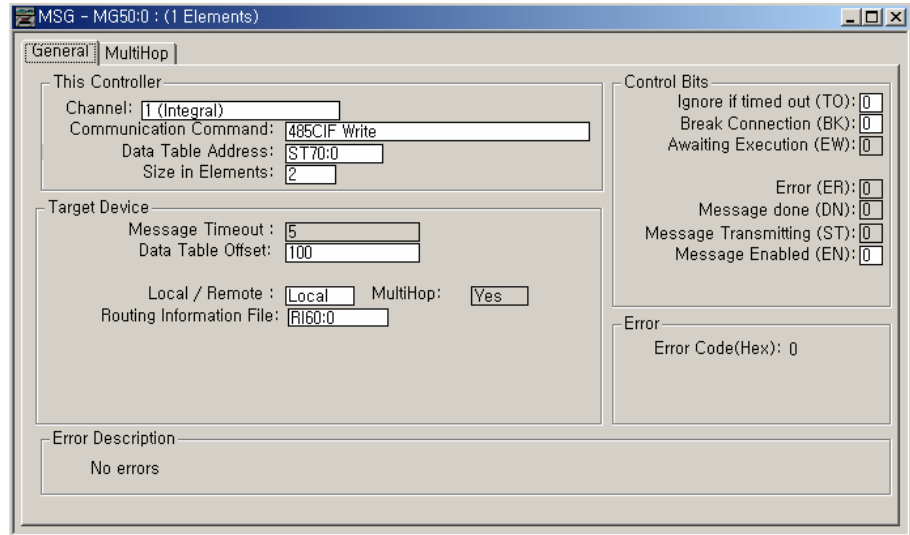 MSG - MG50:0 : (1 Elements)
General MultiHop
This Controller
Channel: 1 (Integral)
Communication Command: 485CIF Write
Data Table Address: ST70:0
Size in Elements: 2
Target Device
Message Timeout : 5
Data Table Offset: 100
Local / Remote : Local MultiHop: Yes
Routing Information File: RI60:0
Control Bits
Ignore if timed out (TO): 0
Break Connection (BK): 0
Awaiting Execution (EW): 0
Error (ER): 0
Message done (DN): 0
Message Transmitting (ST): 0
Message Enabled (EN): 0
Error
Error Code(Hex): 0
Error Description
No errors